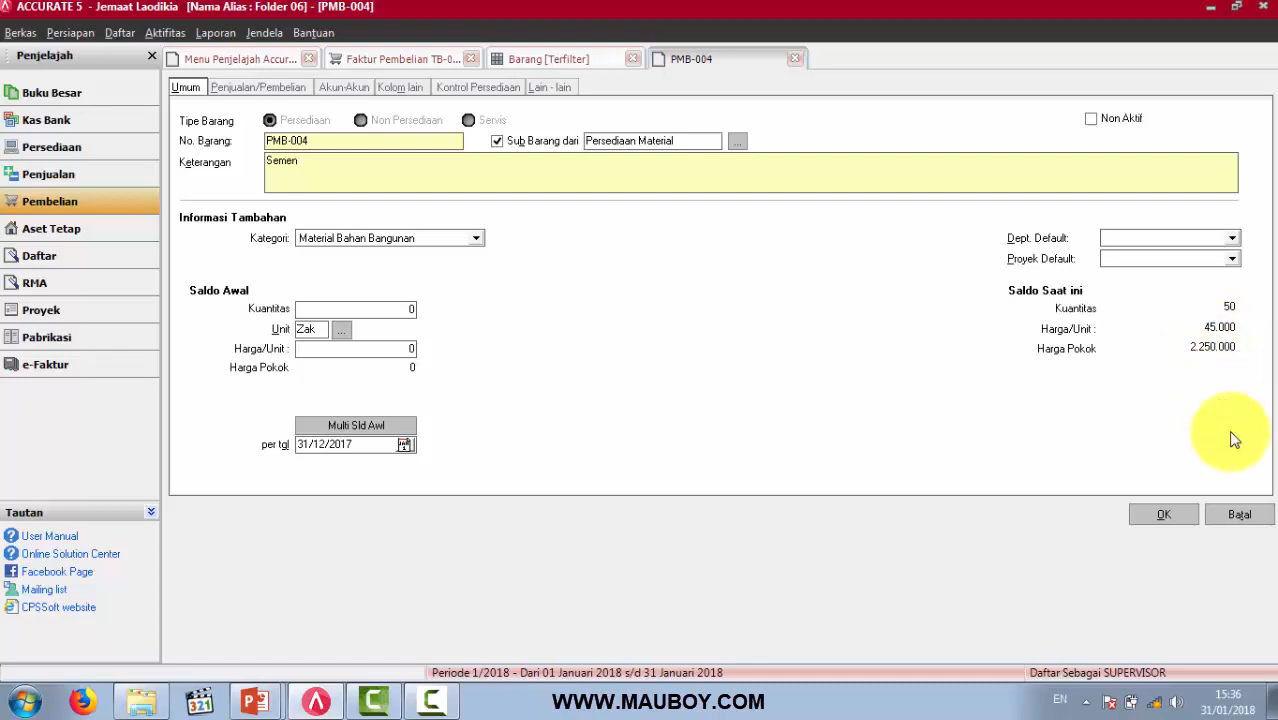 ACCURATE 5 - Jemaat Laodikia [Nama Alias : Folder 06] - [PMB-004]
Berkas Persiapan Daftar Aktifitas Laporan Jendela Bantuan
Penjelajah
Menu Penjelajah Accur...
Faktur Pembelian TB-0...
Barang [Terfilter]
PMB-004
Buku Besar
Kas Bank
Persediaan
Penjualan
Pembelian
Aset Tetap
Daftar
RMA
Proyek
Pabrikasi
e-Faktur
Tautan
User Manual
Online Solution Center
Facebook Page
Mailing list
CPSSoft website
Umum Penjualan/Pembelian Akun-Akun Kolom lain Kontrol Persediaan Lain - lain
Tipe Barang Persediaan Non Persediaan Servis
Non Aktif
No. Barang: PMB-004 Sub Barang dari Persediaan Material ...
Keterangan Semen
Informasi Tambahan
Kategori: Material Bahan Bangunan
Dept. Default:
Proyek Default:
Saldo Awal
Kuantitas 0
Unit Zak ...
Harga/Unit : 0
Harga Pokok 0
Multi Sld Awl
per tgl 31/12/2017
Saldo Saat ini
Kuantitas 50
Harga/Unit : 45.000
Harga Pokok 2.250.000
OK Batal
Periode 1/2018 - Dari 01 Januari 2018 s/d 31 Januari 2018
Daftar Sebagai SUPERVISOR
321
WWW.MAUBOY.COM
EN
15:36
31/01/2018